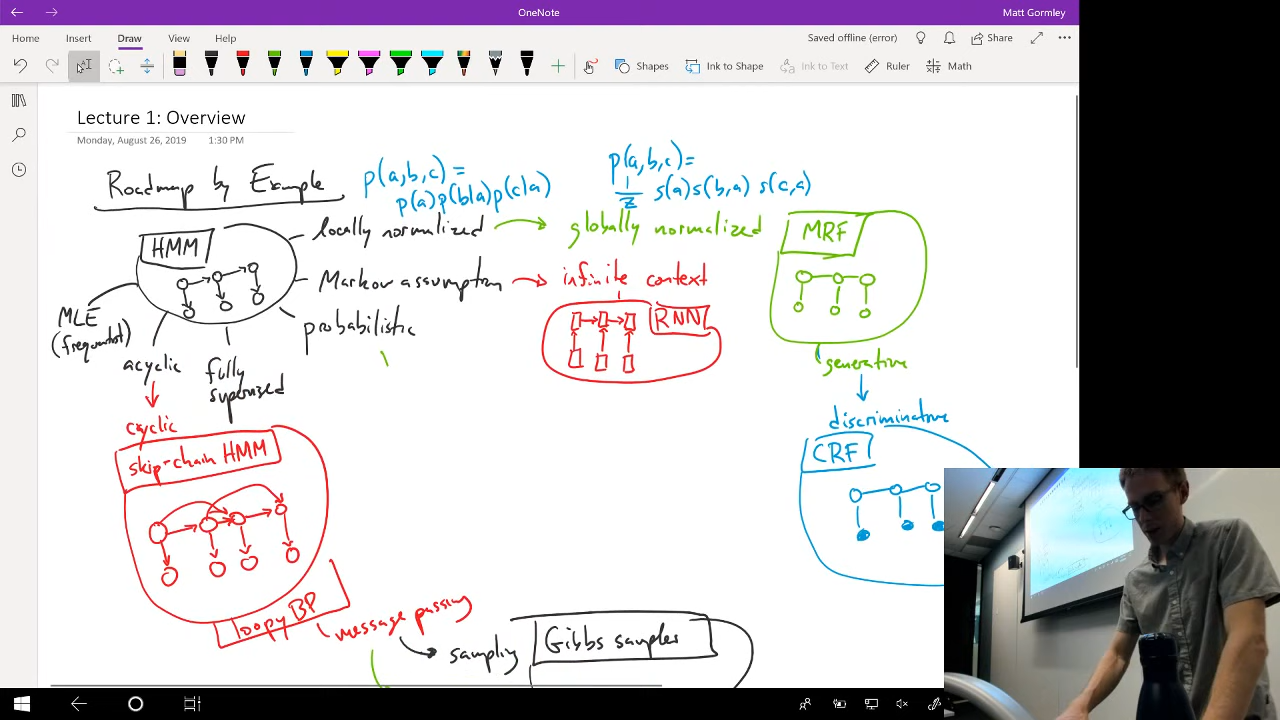 OneNote
Matt Gormley
Home Insert Draw View Help
Saved offline (error)
Share
Shapes
Ink to Shape
Ink to Text
Ruler
Math
Lecture 1: Overview
Monday, August 26, 2019 1:30 PM
Roadmap by Example
p(a,b,c) =
p(a)p(b|a)p(c|a)
p(a,b,c)=
1/Z s(a)s(b,a) s(c,a)
HMM
locally normalized
globally normalized
MRF
Markov assumption
infinite context
RNN
probabilistic
MLE
(frequentist)
acyclic
fully
supervised
generative
cyclic
discriminative
skip-chain HMM
CRF
loopy BP
message passing
sampling
Gibbs sampler